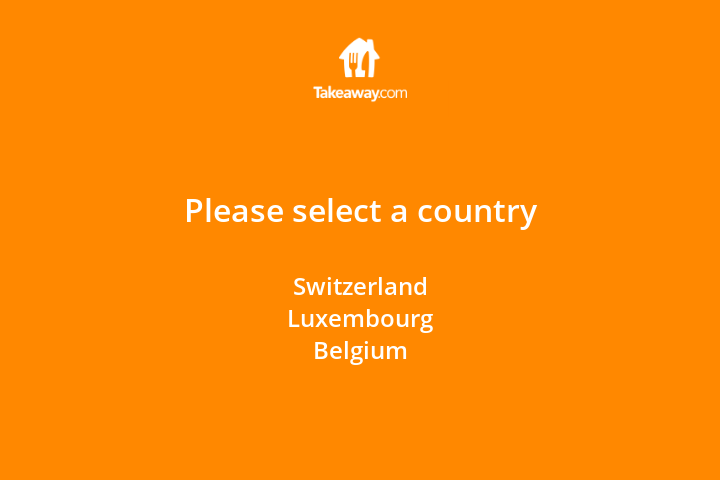 Takeaway.com
Please select a country
Switzerland
Luxembourg
Belgium